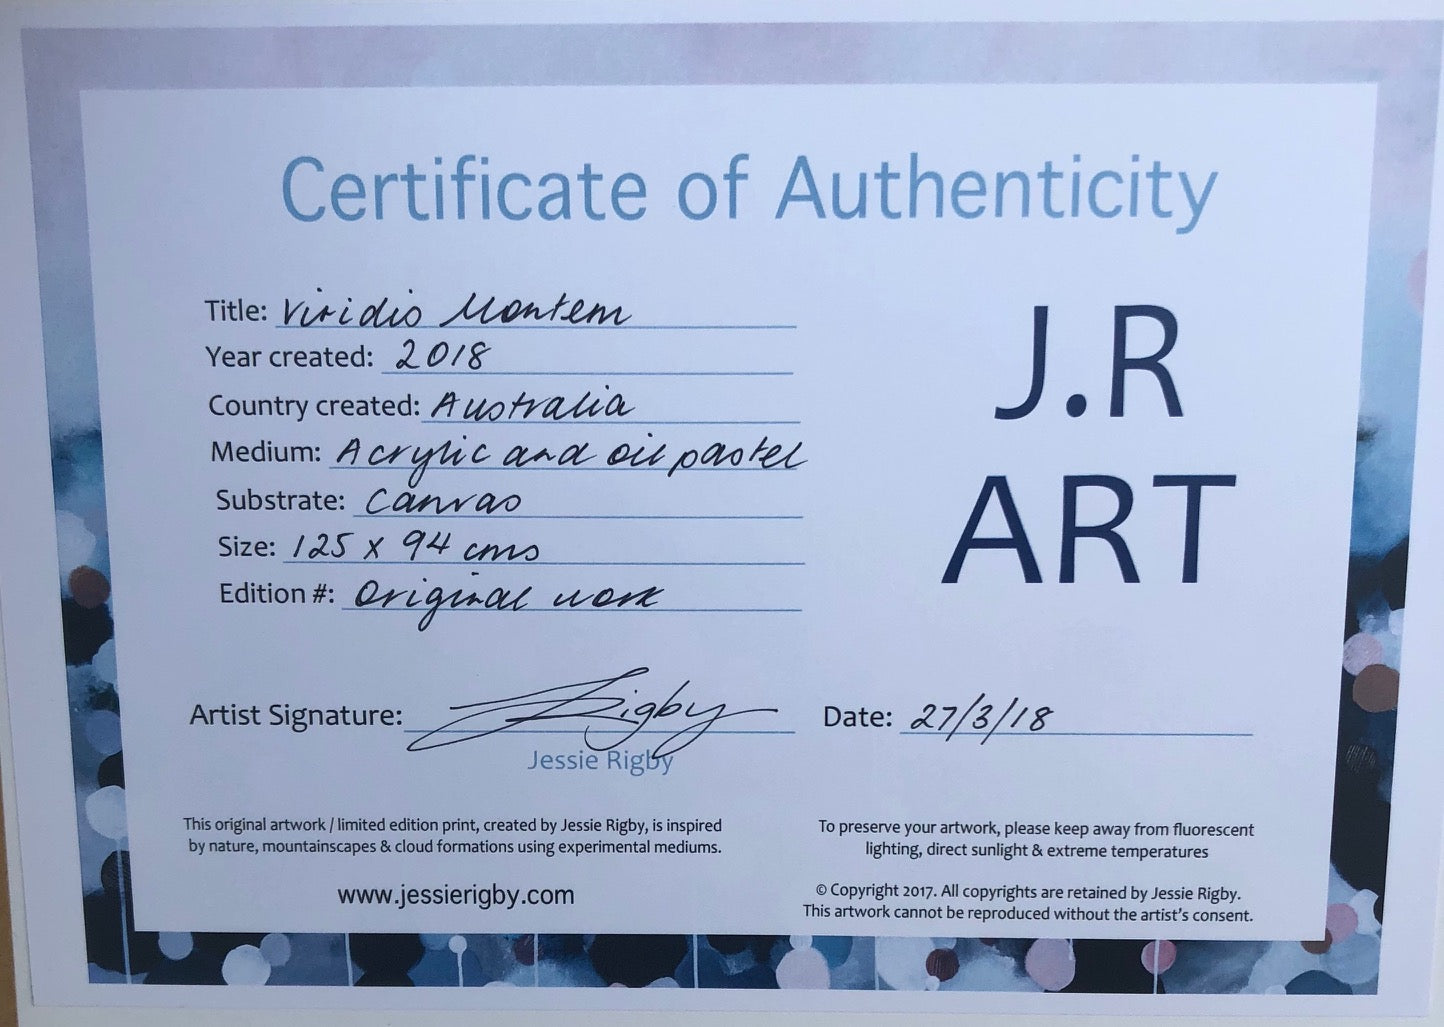 Certificate of Authenticity
Title: Viridis Montem
Year created: 2018
Country created: Australia
Medium: Acrylic and oil pastel
Substrate: Canvas
Size: 125 x 94 cms
Edition #: Original work
J.R
ART
Artist Signature: JRigby
Jessie Rigby
Date: 27/3/18
This original artwork / limited edition print, created by Jessie Rigby, is inspired
by nature, mountainscapes & cloud formations using experimental mediums.
www.jessierigby.com
To preserve your artwork, please keep away from fluorescent
lighting, direct sunlight & extreme temperatures
© Copyright 2017. All copyrights are retained by Jessie Rigby.
This artwork cannot be reproduced without the artist's consent.